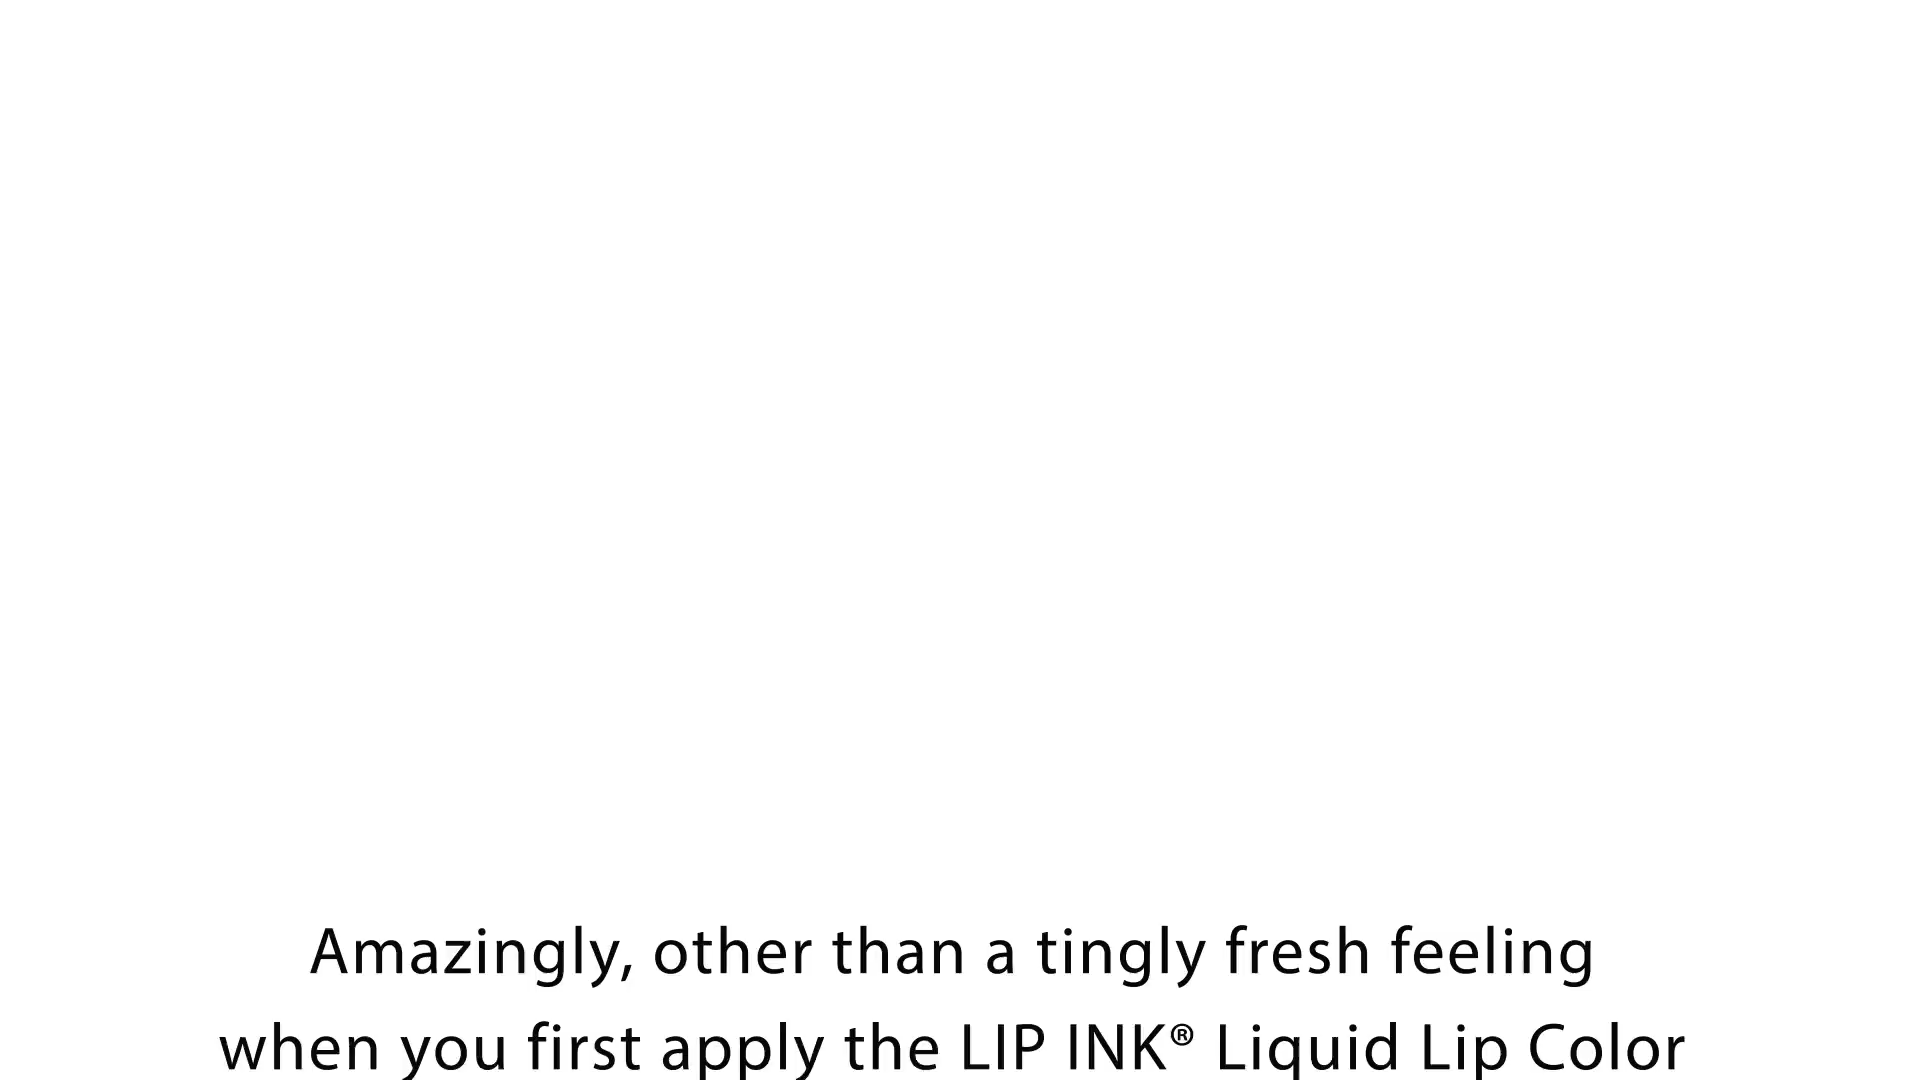 Amazingly, other than a tingly fresh feeling
when you first apply the LIP INK® Liquid Lip Color